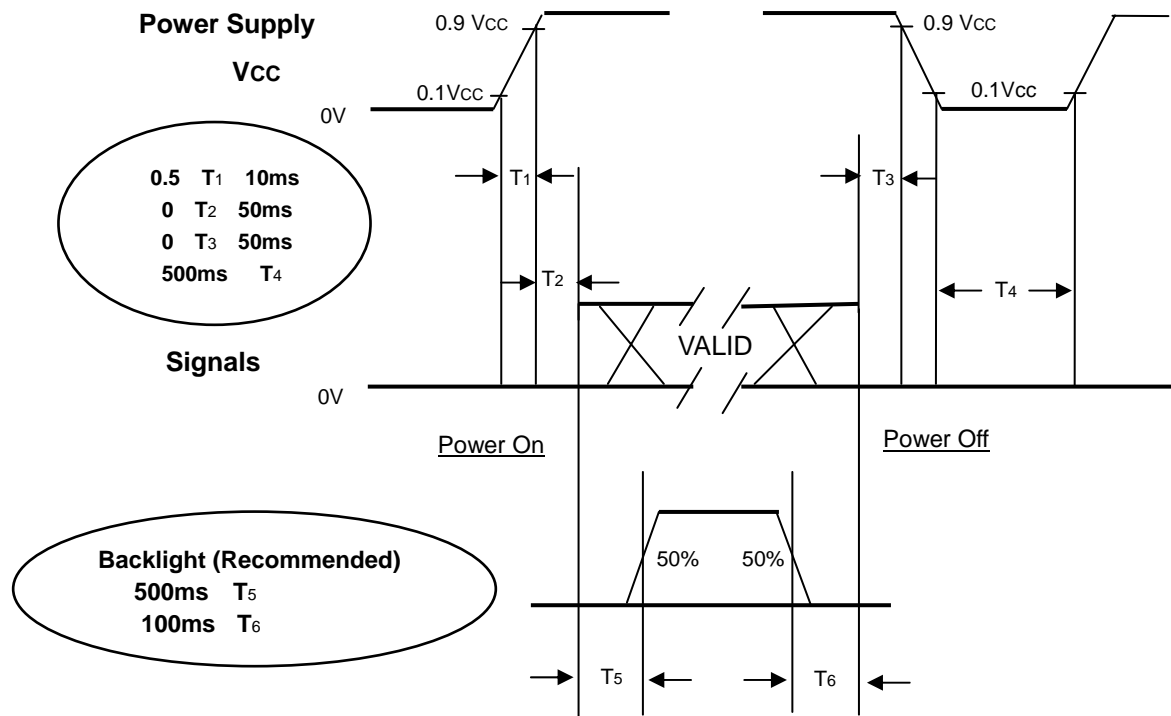 Power Supply
VCC
0.9 VCC
0.1VCC
0V
0.9 VCC
0.1Vcc
0.5 T1 10ms
0 T2 50ms
0 T3 50ms
500ms T4
T1
T2
T3
T4
VALID
Signals
0V
Power On
Power Off
Backlight (Recommended)
500ms T5
100ms T6
50%
50%
T5
T6